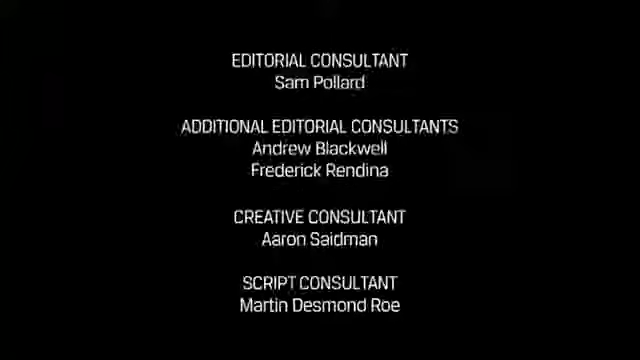 EDITORIAL CONSULTANT
Sam Pollard
ADDITIONAL EDITORIAL CONSULTANTS
Andrew Blackwell
Frederick Rendina
CREATIVE CONSULTANT
Aaron Saidman
SCRIPT CONSULTANT
Martin Desmond Roe